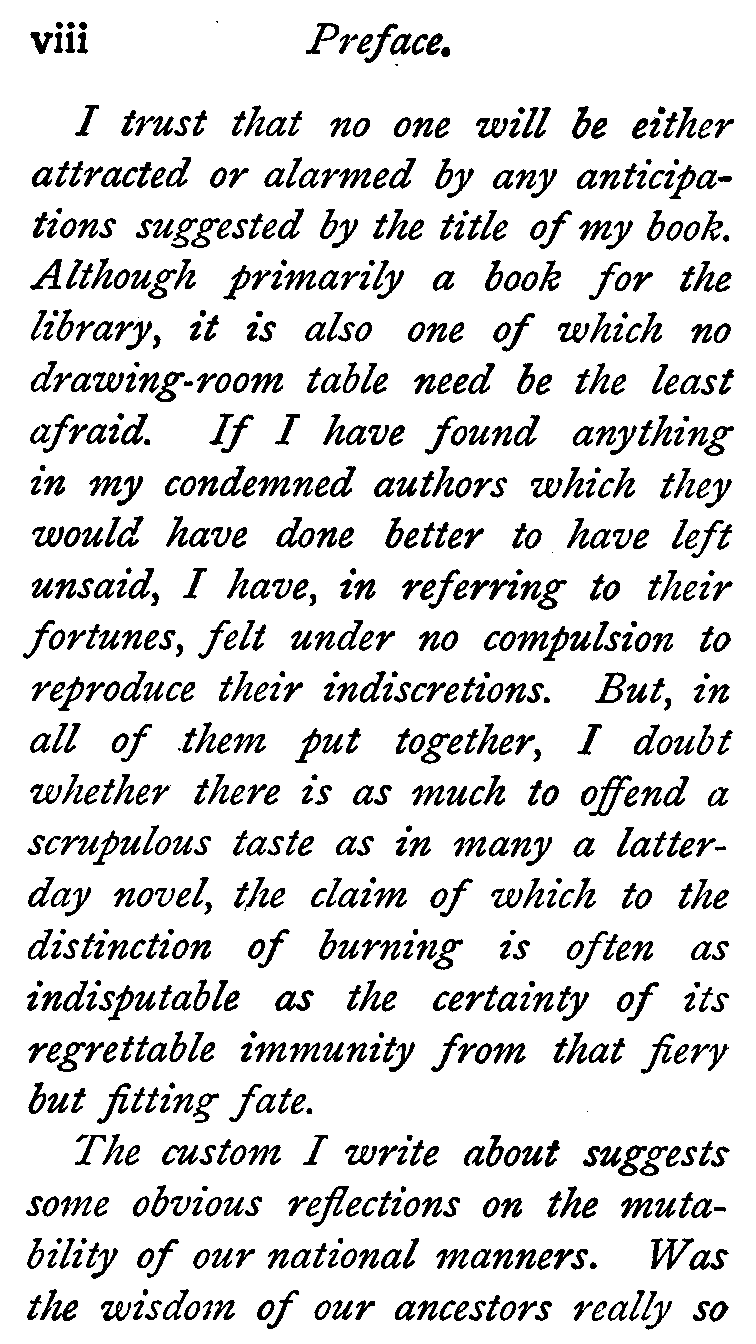 viii Preface.
I trust that no one will be either
attracted or alarmed by any anticipa-
tions suggested by the title of my book.
Although primarily a book for the
library, it is also one of which no
drawing-room table need be the least
afraid. If I have found anything
in my condemned authors which they
would have done better to have left
unsaid, I have, in referring to their
fortunes, felt under no compulsion to
reproduce their indiscretions. But, in
all of them put together, I doubt
whether there is as much to offend a
scrupulous taste as in many a latter-
day novel, the claim of which to the
distinction of burning is often as
indisputable as the certainty of its
regrettable immunity from that fiery
but fitting fate.
The custom I write about suggests
some obvious reflections on the muta-
bility of our national manners. Was
the wisdom of our ancestors really so